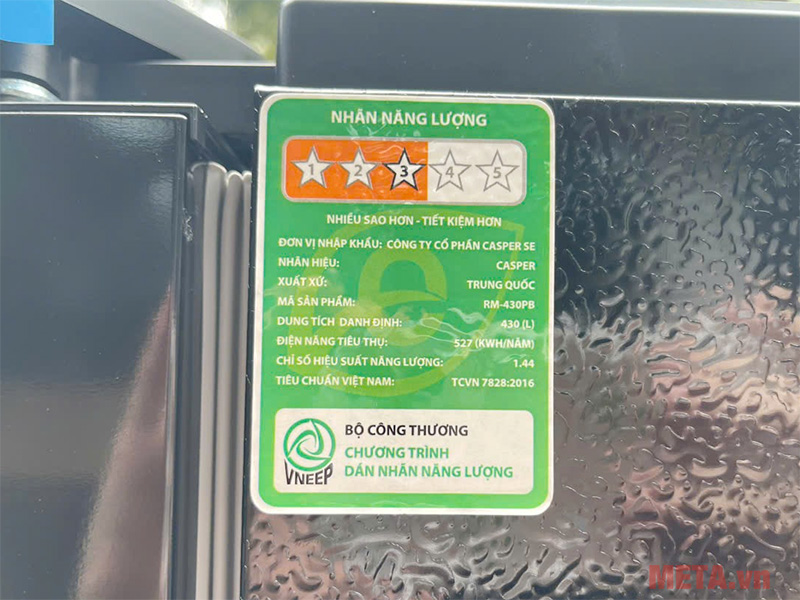 NHÃN NĂNG LƯỢNG
1 2 3 4 5
NHIỀU SAO HƠN - TIẾT KIỆM HƠN
ĐƠN VỊ NHẬP KHẨU: CÔNG TY CỔ PHẦN CASPER SE
NHÃN HIỆU: CASPER
XUẤT XỨ: TRUNG QUỐC
MÃ SẢN PHẨM: RM-430PB
DUNG TÍCH DANH ĐỊNH: 430 (L)
ĐIỆN NĂNG TIÊU THỤ: 527 (KWH/NĂM)
CHỈ SỐ HIỆU SUẤT NĂNG LƯỢNG: 1.44
TIÊU CHUẨN VIỆT NAM: TCVN 7828:2016
BỘ CÔNG THƯƠNG
CHƯƠNG TRÌNH
DÁN NHÃN NĂNG LƯỢNG
VNEEP
META.vn